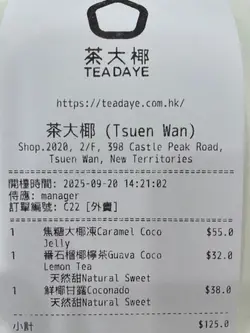 茶大椰
TEADAYE
https://teadaye.com.hk/
茶大椰 (Tsuen Wan)
Shop.2020, 2/F, 398 Castle Peak Road,
Tsuen Wan, New Territories
開檯時間: 2025-09-20 14:21:02
侍應: manager
訂單編號: C22 [外賣]
1 焦糖大椰凍Caramel Coco $55.0
Jelly
1 番石榴椰檸茶Guava Coco $32.0
Lemon Tea
天然甜Natural Sweet
1 鮮椰甘露Coconado $38.0
天然甜Natural Sweet
小計 $125.0